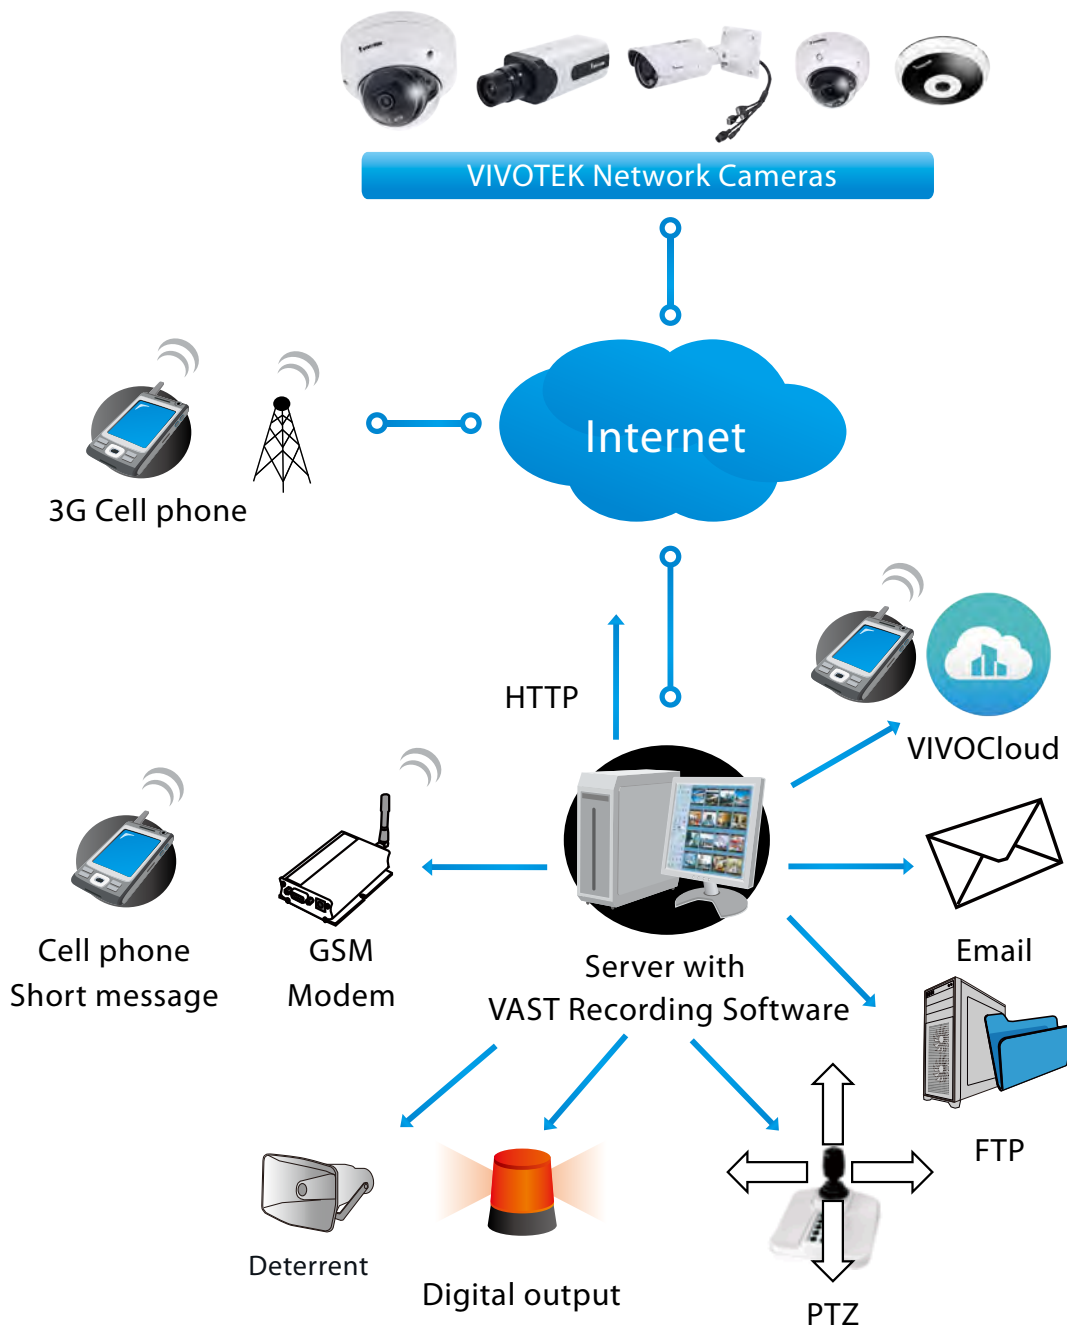 VIVOTEK Network Cameras
Internet
3G Cell phone
HTTP
VIVOCloud
Cell phone
Short message
GSM
Modem
Server with
VAST Recording Software
Email
FTP
Deterrent
Digital output
PTZ